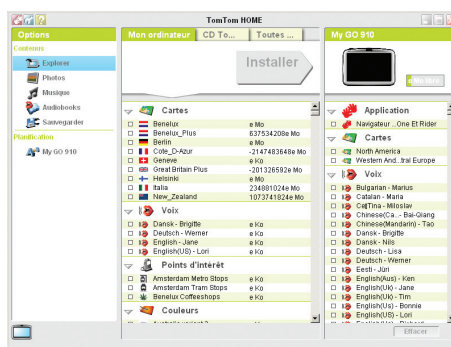 TomTom HOME
Options
Contenus
Explorer
Photos
Musique
Audiobooks
Sauvegarder
Planification
My GO 910
Mon ordinateur
CD To...
Toutes ...
Installer
Cartes
Benelux e Mo
Benelux_Plus 637534208e Mo
Berlin e Mo
Cote_D-Azur -2147483648e Mo
Geneve e Ko
Great Britain Plus -201326592e Mo
Helsinki e Mo
Italia 234881024e Mo
New_Zealand 1073741824e Mo
Voix
Dansk - Brigitte e Ko
Deutsch - Werner e Ko
English - Jane e Ko
English(US) - Lori e Ko
Points d'intérêt
Amsterdam Metro Stops e Ko
Amsterdam Tram Stops e Ko
Benelux Coffeeshops e Ko
Couleurs
My GO 910
Application
Navigateur ...One Et Rider
Cartes
North America
Western And...tral Europe
Voix
Bulgarian - Marius
Catalan - Maria
Miloslav
Chinese(Ca...- Bai-Qiang
Chinese(Mandarin) - Tao
Dansk - Brigitte
Dansk - Nils
Deutsch - Lisa
Deutsch - Werner
Eesti - Jüri
English(Aus) - Ken
English(Uk) - Jane
English(Uk) - Tim
English(Us) - Bonnie
English(US) - Lori
Effacer